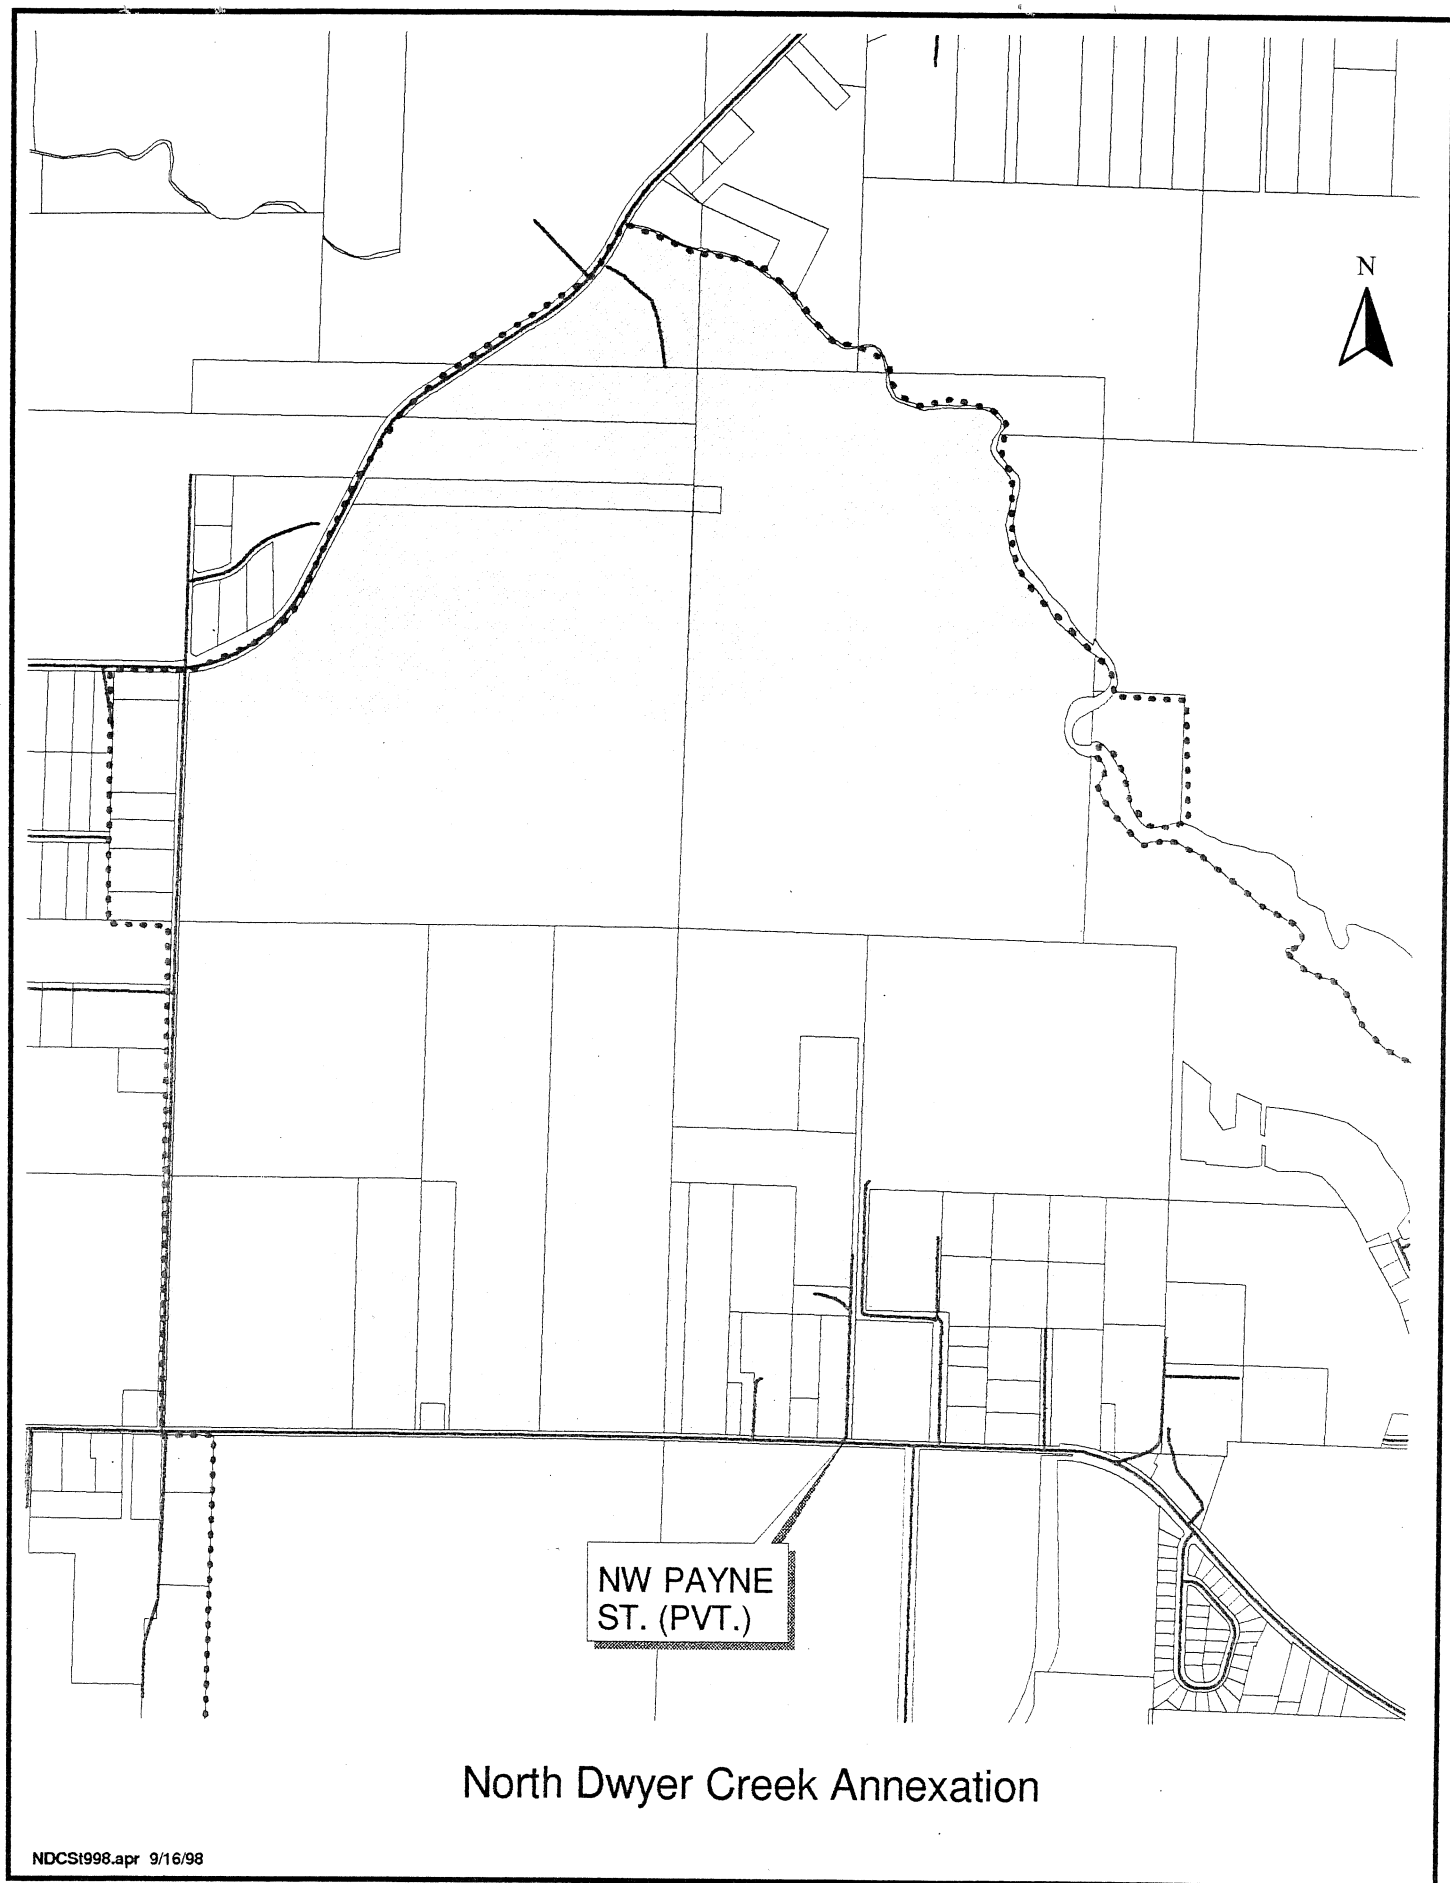 N
NW PAYNE
ST. (PVT.)
North Dwyer Creek Annexation
NDCSt998.apr 9/16/98